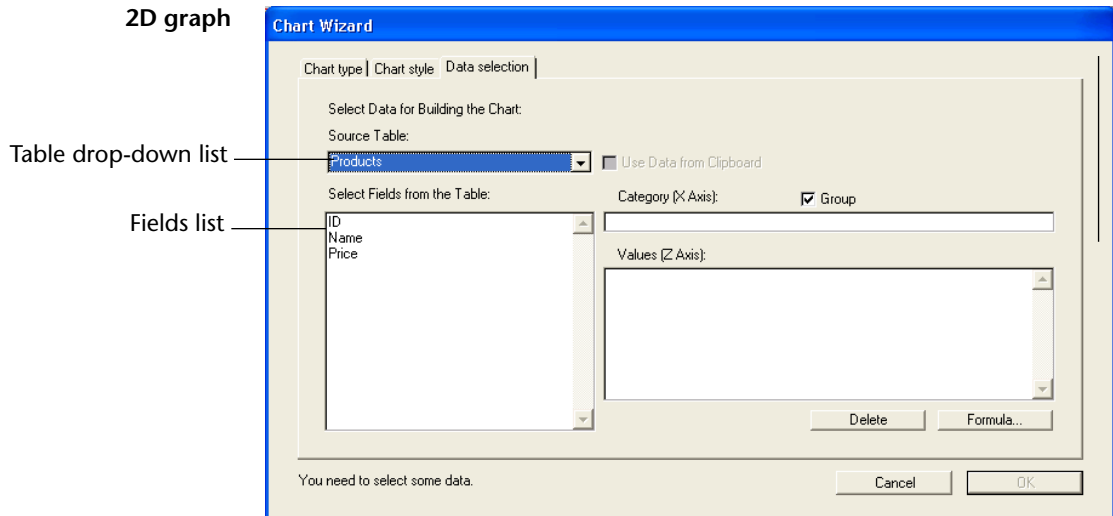 2D graph
Chart Wizard
Chart type Chart style Data selection
Select Data for Building the Chart:
Source Table:
Table drop-down list
Products
Use Data from Clipboard
Select Fields from the Table:
Category (X Axis):
Group
Fields list
ID
Name
Price
Values (Z Axis):
Delete
Formula...
You need to select some data.
Cancel
OK